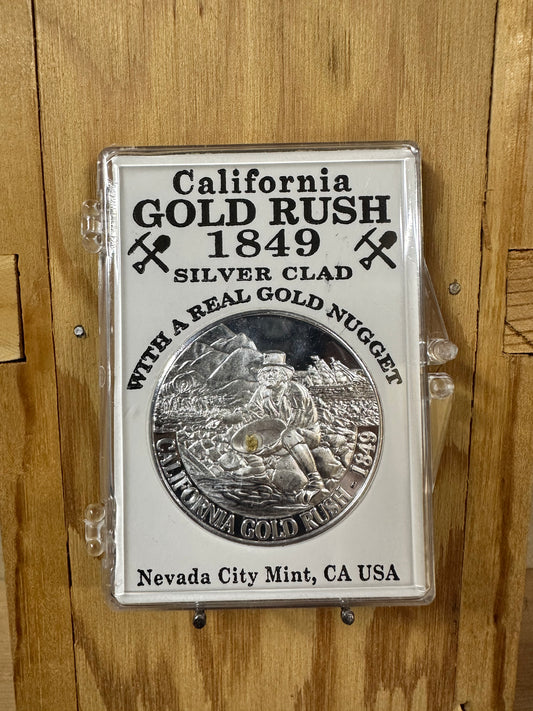 California
GOLD RUSH
1849
SILVER CLAD
WITH A REAL GOLD NUGGET
CALIFORNIA GOLD RUSH 1849
Nevada City Mint, CA USA